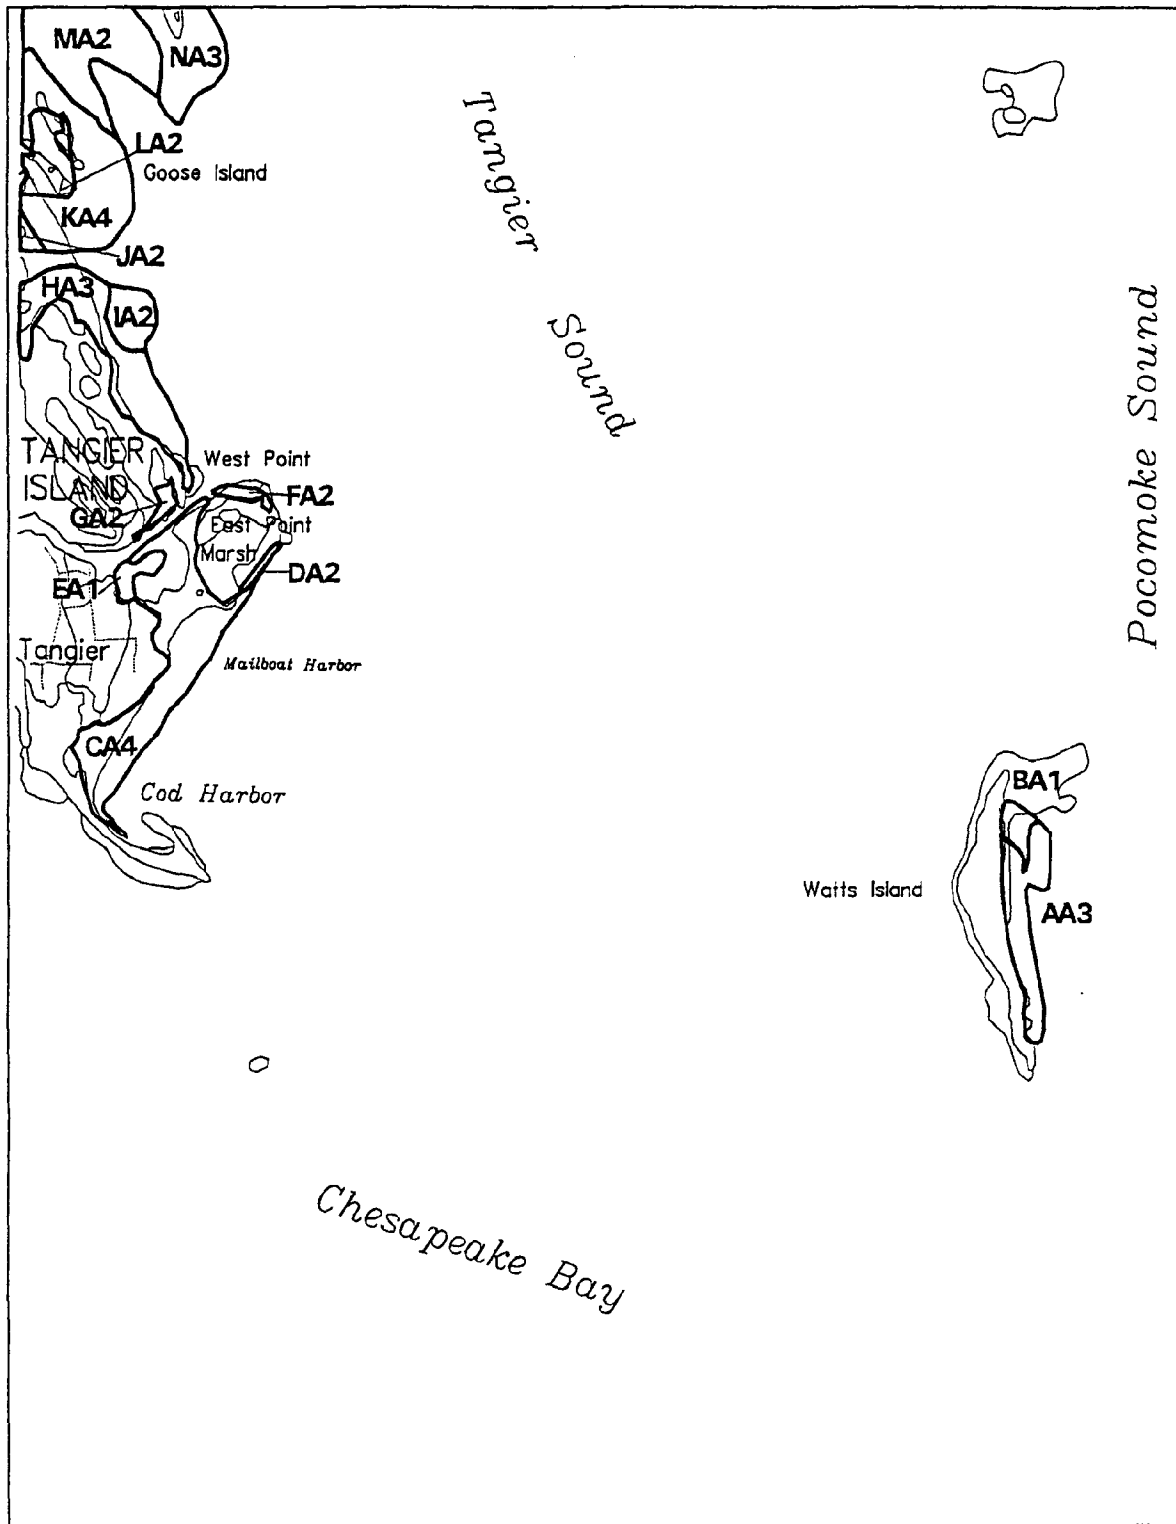 MA2
NA3
Tangier
Sound
LA2
Goose Island
KA4
JA2
HA3
IA2
Pocomoke Sound
TANGIER
ISLAND
West Point
GA2
FA2
East Point
Marsh
EA1
DA2
Tangier
Mailboat Harbor
CA4
Cod Harbor
BA1
Watts Island
AA3
Chesapeake Bay